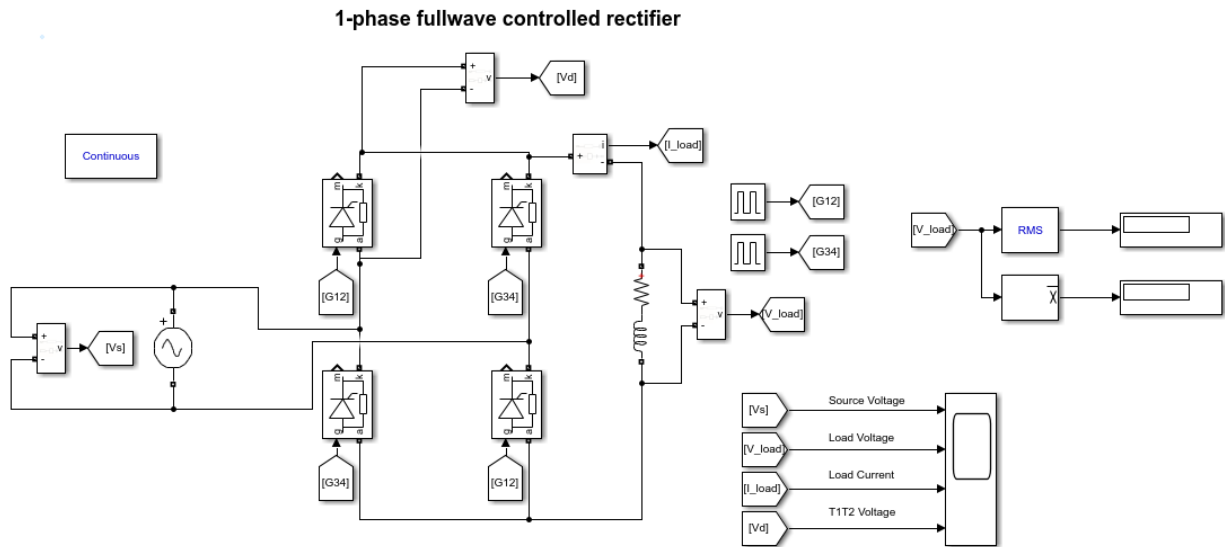 1-phase fullwave controlled rectifier
+
-
v
[Vd]
Continuous
+
i
-
[I_load]
m
k
g
a
m
k
g
a
[G12]
[G34]
[G12]
[G34]
[V_load]
RMS
X
+
-
v
[Vs]
+
+
-
v
[V_load]
m
k
g
a
m
k
g
a
[G34]
[G12]
[Vs]
Source Voltage
[V_load]
Load Voltage
[I_load]
Load Current
[Vd]
T1T2 Voltage